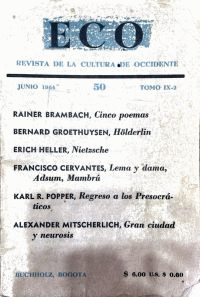 ECO
REVISTA DE LA CULTURA DE OCCIDENTE
JUNIO 1964 50 TOMO IX-2
RAINER BRAMBACH, Cinco poemas
BERNARD GROETHUYSEN, Hölderlin
ERICH HELLER, Nietzsche
FRANCISCO CERVANTES, Lema y dama,
Adsum, Mambrú
KARL R. POPPER, Regreso a los Presocrá-
ticos
ALEXANDER MITSCHERLICH, Gran ciudad
y neurosis
BUCHHOLZ, BOGOTA $ 6.00 U.S. $ 0.60